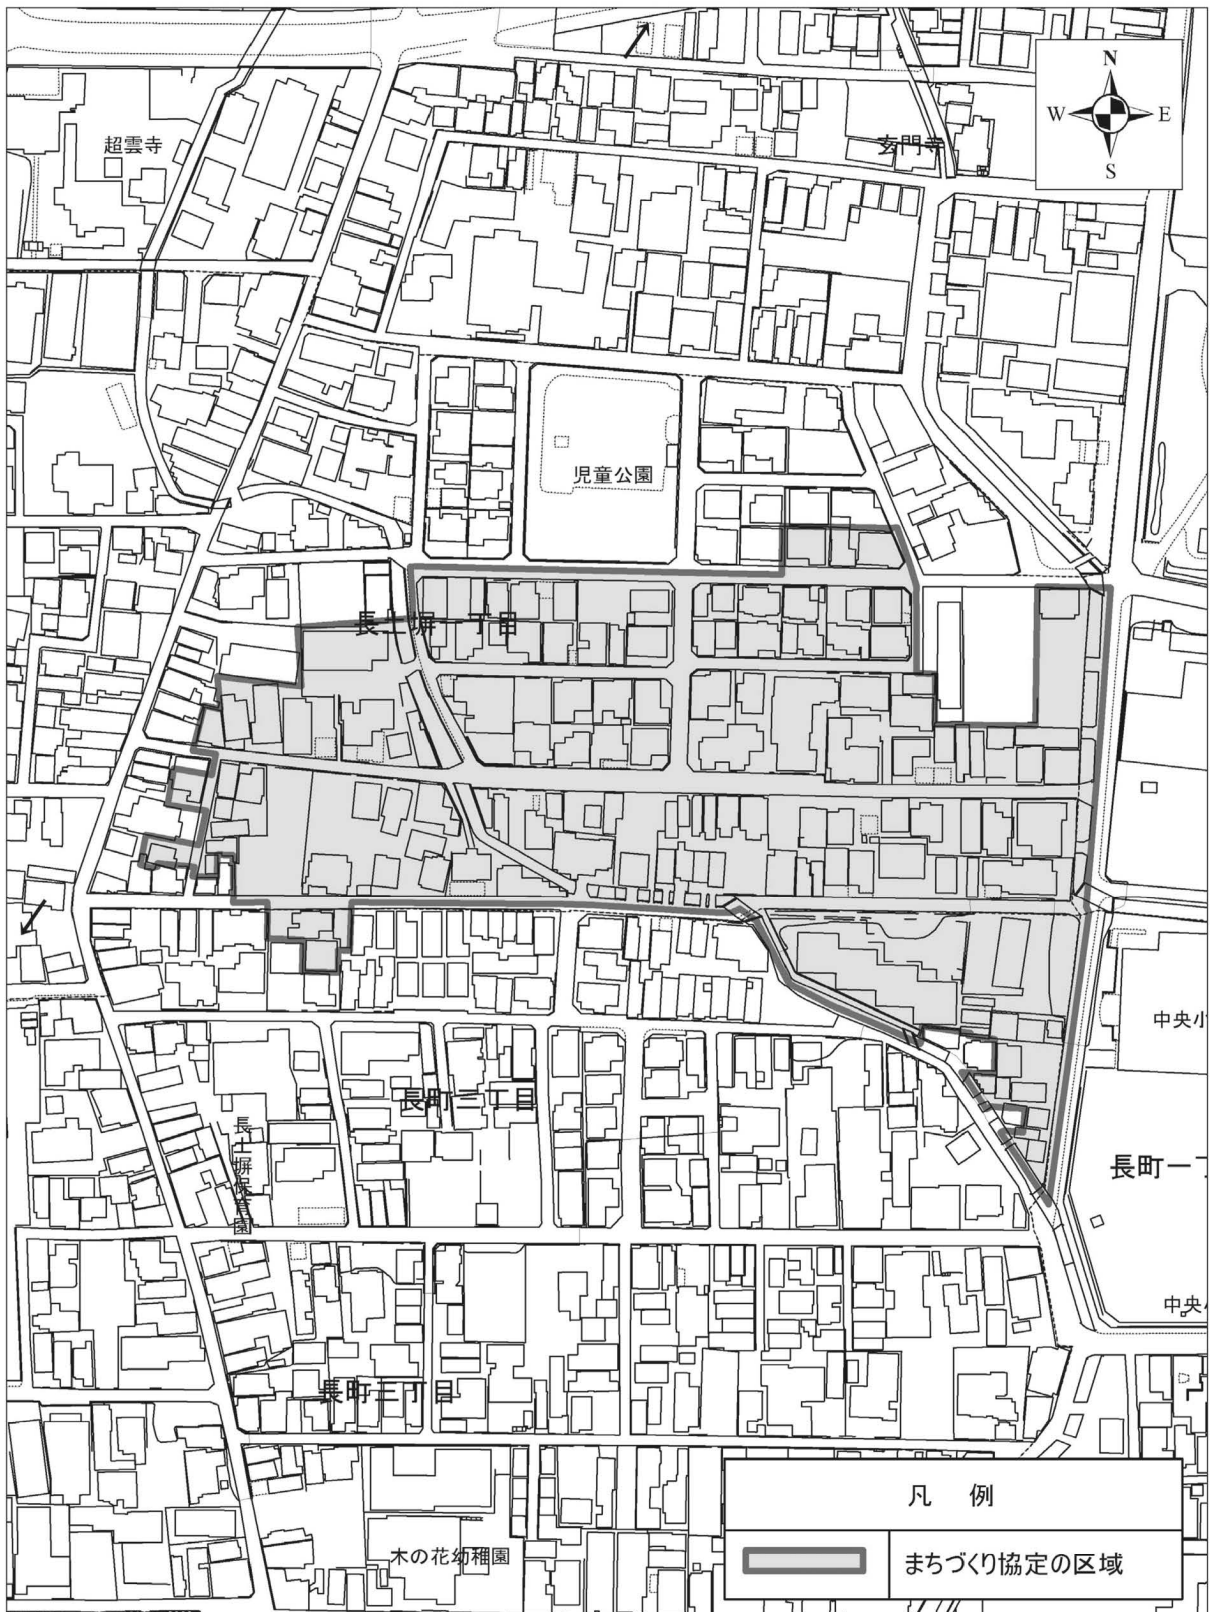 N
W
E
S
超雲寺
玄門寺
児童公園
長土塀一丁目
中央小
長町二丁目
長土塀保育園
長町一丁
中央小
長町三丁目
凡 例
木の花幼稚園
まちづくり協定の区域